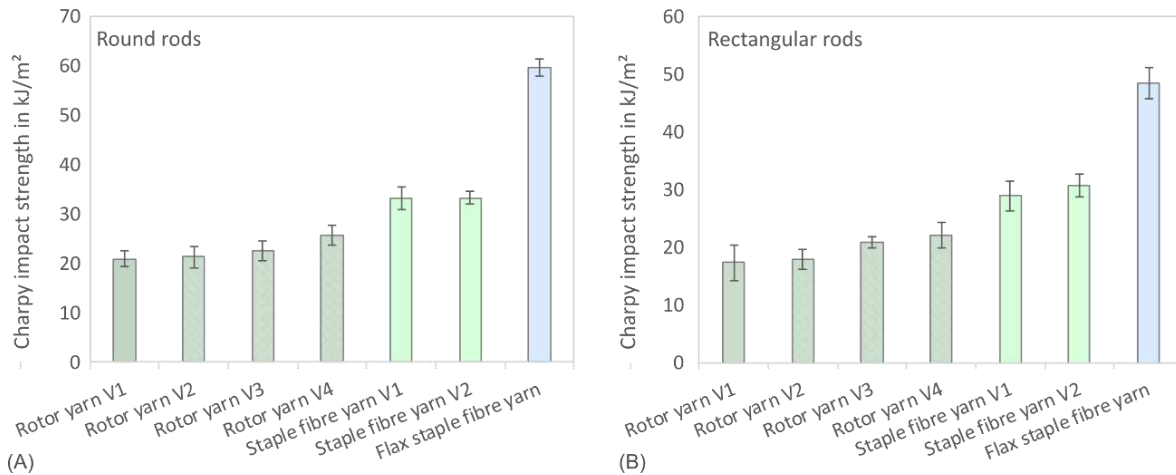 Round rods
Charpy impact strength in kJ/m²
70
60
50
40
30
20
10
0
Rotor yarn V1
Rotor yarn V2
Rotor yarn V3
Rotor yarn V4
Staple fibre yarn V1
Staple fibre yarn V2
Flax staple fibre yarn
(A)
Rectangular rods
Charpy impact strength in kJ/m²
60
50
40
30
20
10
0
Rotor yarn V1
Rotor yarn V2
Rotor yarn V3
Rotor yarn V4
Staple fibre yarn V1
Staple fibre yarn V2
Flax staple fibre yarn
(B)